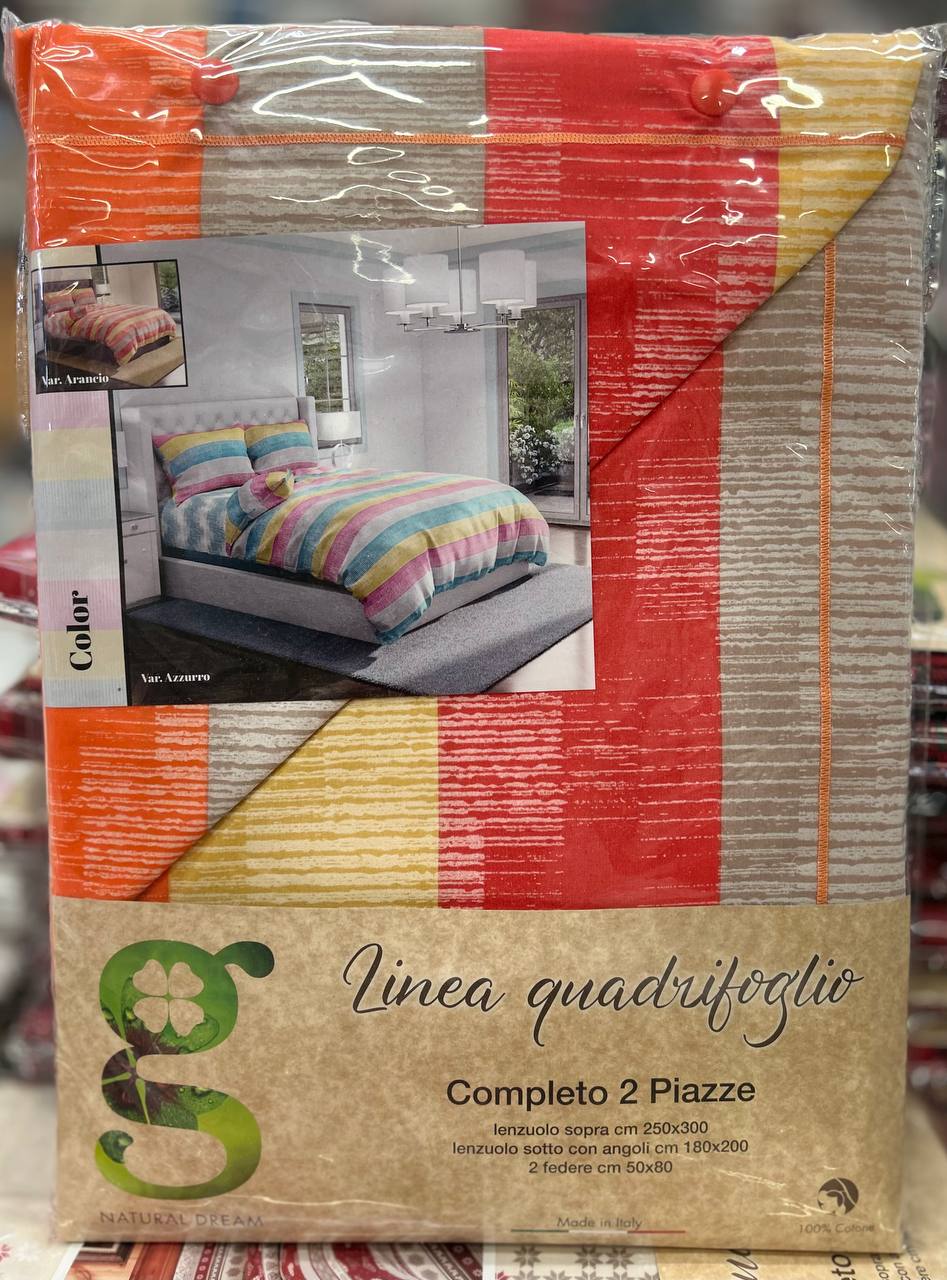 Var. Arancio
Color
Var. Azzurro
Linea quadrifoglio
Completo 2 Piazze
lenzuolo sopra cm 250x300
lenzuolo sotto con angoli cm 180x200
2 federe cm 50x80
g
NATURAL DREAM
Made in Italy
100% Cotone